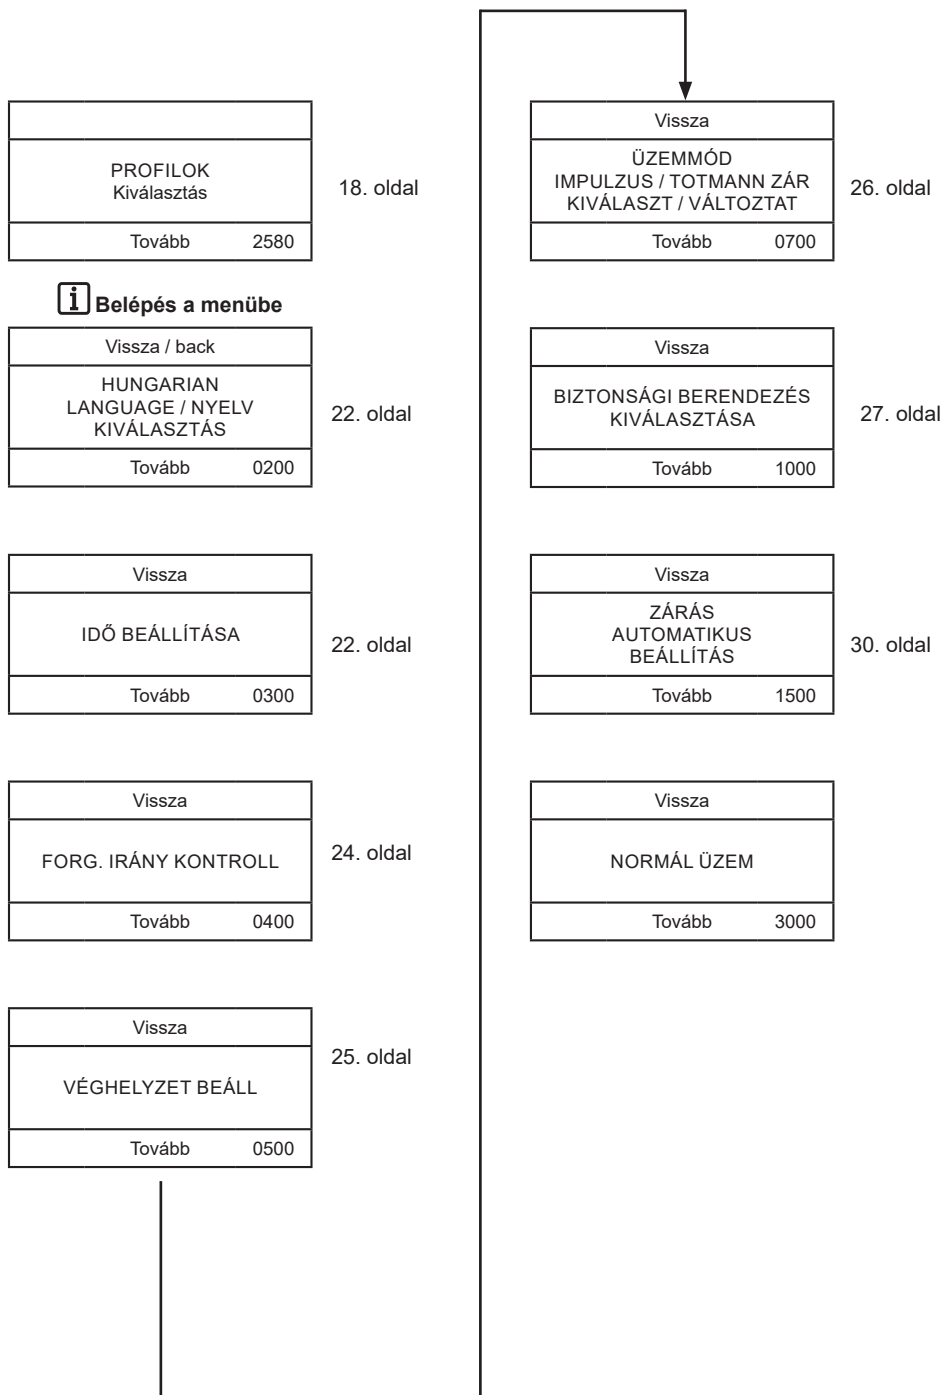 PROFILOK
Kiválasztás
Tovább 2580
18. oldal
i Belépés a menübe
Vissza / back
HUNGARIAN
LANGUAGE / NYELV
KIVÁLASZTÁS
Tovább 0200
22. oldal
Vissza
IDŐ BEÁLLÍTÁSA
Tovább 0300
22. oldal
Vissza
FORG. IRÁNY KONTROLL
Tovább 0400
24. oldal
Vissza
VÉGHELYZET BEÁLL
Tovább 0500
25. oldal
Vissza
ÜZEMMÓD
IMPULZUS / TOTMANN ZÁR
KIVÁLASZT / VÁLTOZTAT
Tovább 0700
26. oldal
Vissza
BIZTONSÁGI BERENDEZÉS
KIVÁLASZTÁSA
Tovább 1000
27. oldal
Vissza
ZÁRÁS
AUTOMATIKUS
BEÁLLÍTÁS
Tovább 1500
30. oldal
Vissza
NORMÁL ÜZEM
Tovább 3000